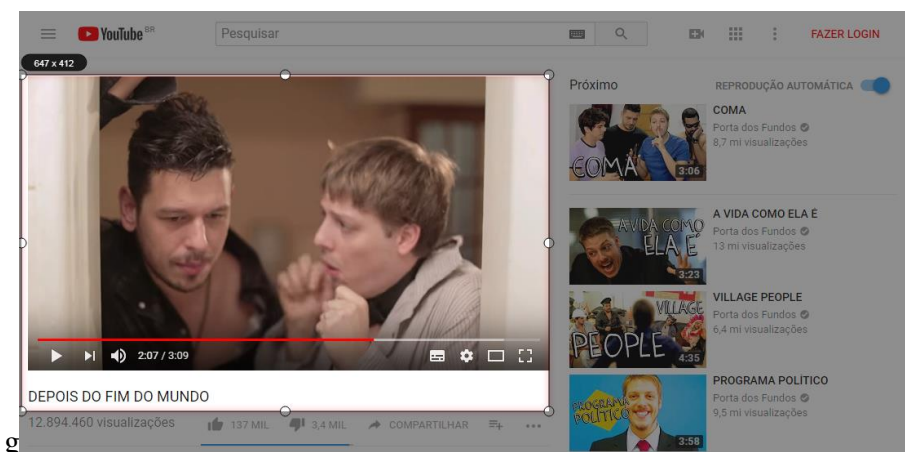 YouTube BR
Pesquisar
FAZER LOGIN
647 x 412
2:07 / 3:09
DEPOIS DO FIM DO MUNDO
12.894.460 visualizações
137 MIL
3,4 MIL
COMPARTILHAR
Próximo
REPRODUÇÃO AUTOMÁTICA
COMA
3:06
COMA
Porta dos Fundos
8,7 mi visualizações
A VIDA COMO
ELA É
3:23
A VIDA COMO ELA É
Porta dos Fundos
13 mi visualizações
VILLAGE
PEOPLE
4:35
VILLAGE PEOPLE
Porta dos Fundos
6,4 mi visualizações
PROGRAMA
POLÍTICO
3:58
PROGRAMA POLÍTICO
Porta dos Fundos
9,5 mi visualizações
g